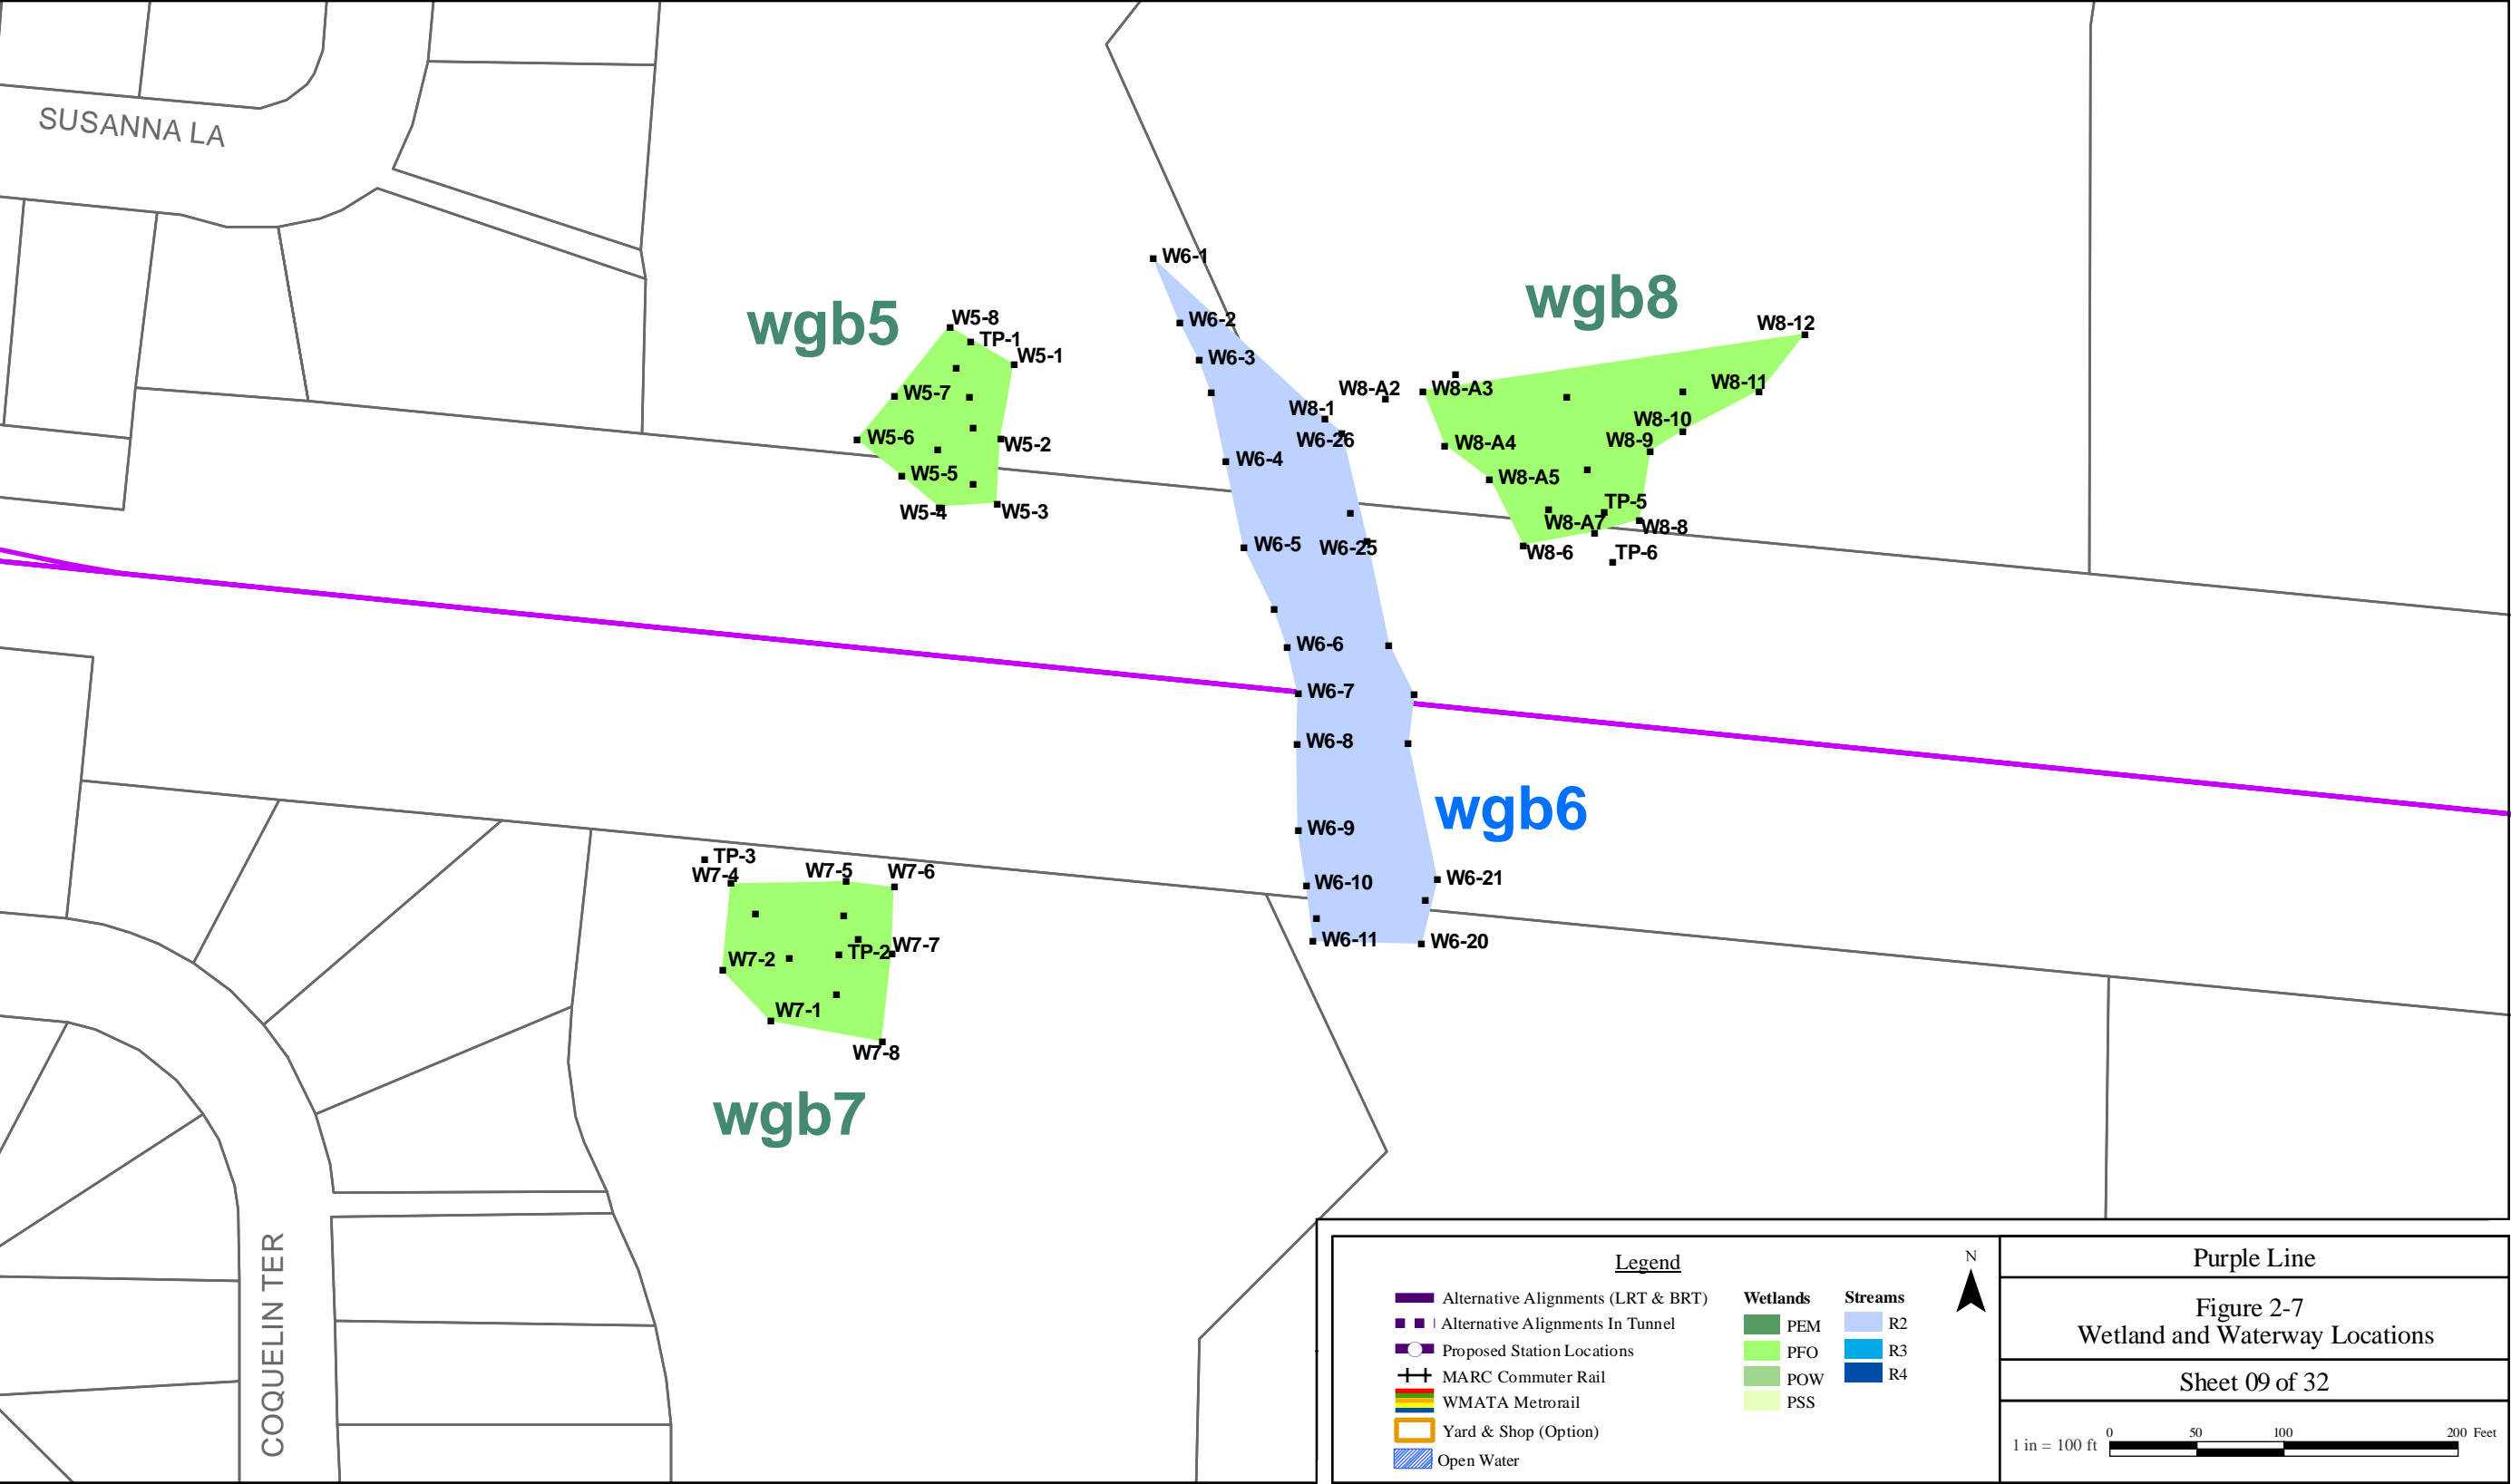 SUSANNA LA
wgb5
W5-8
TP-1
W5-1
W5-7
W5-6
W5-2
W5-5
W5-4
W5-3
W6-1
W6-2
W6-3
W8-1
W6-26
W6-4
W6-5
W6-25
W6-6
W6-7
W6-8
W6-9
W6-10
W6-11
W6-21
W6-20
wgb6
wgb8
W8-12
W8-A2
W8-A3
W8-11
W8-10
W8-9
W8-A4
W8-A5
TP-5
W8-A7
W8-8
W8-6
TP-6
TP-3
W7-4
W7-5
W7-6
W7-2
TP-2
W7-7
W7-1
W7-8
wgb7
COQUELIN TER
Legend
Alternative Alignments (LRT & BRT)
Alternative Alignments In Tunnel
Proposed Station Locations
MARC Commuter Rail
WMATA Metrorail
Yard & Shop (Option)
Open Water
Wetlands
PEM
PFO
POW
PSS
Streams
R2
R3
R4
N
Purple Line
Figure 2-7
Wetland and Waterway Locations
Sheet 09 of 32
1 in = 100 ft
0 50 100 200 Feet